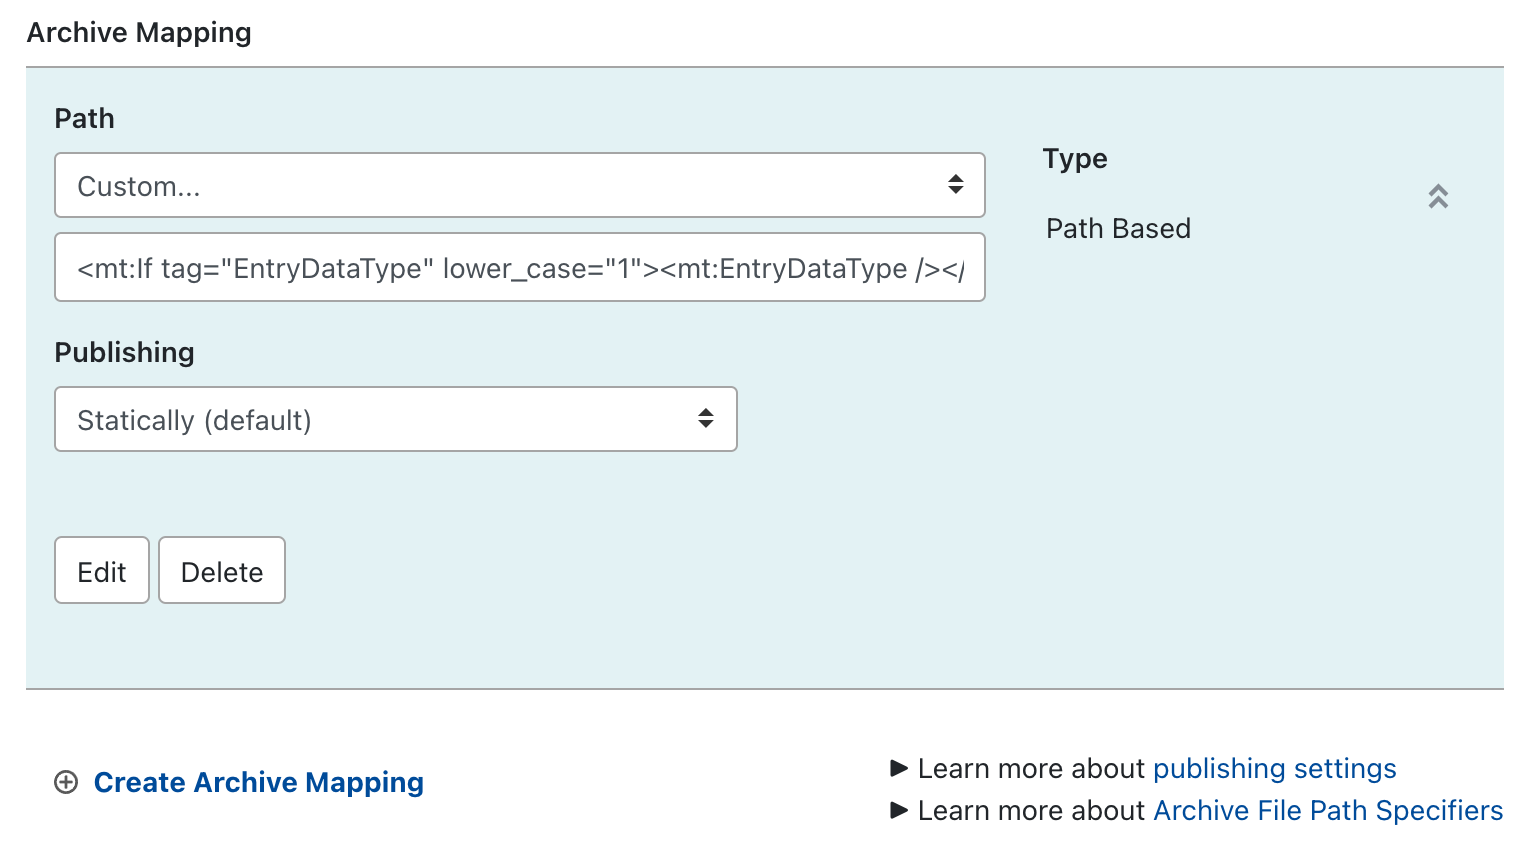 Archive Mapping
Path
Type
Custom...
Path Based
<mt:If tag="EntryDataType" lower_case="1"><mt:EntryDataType /></
Publishing
Statically (default)
Edit
Delete
Create Archive Mapping
▶ Learn more about publishing settings
▶ Learn more about Archive File Path Specifiers